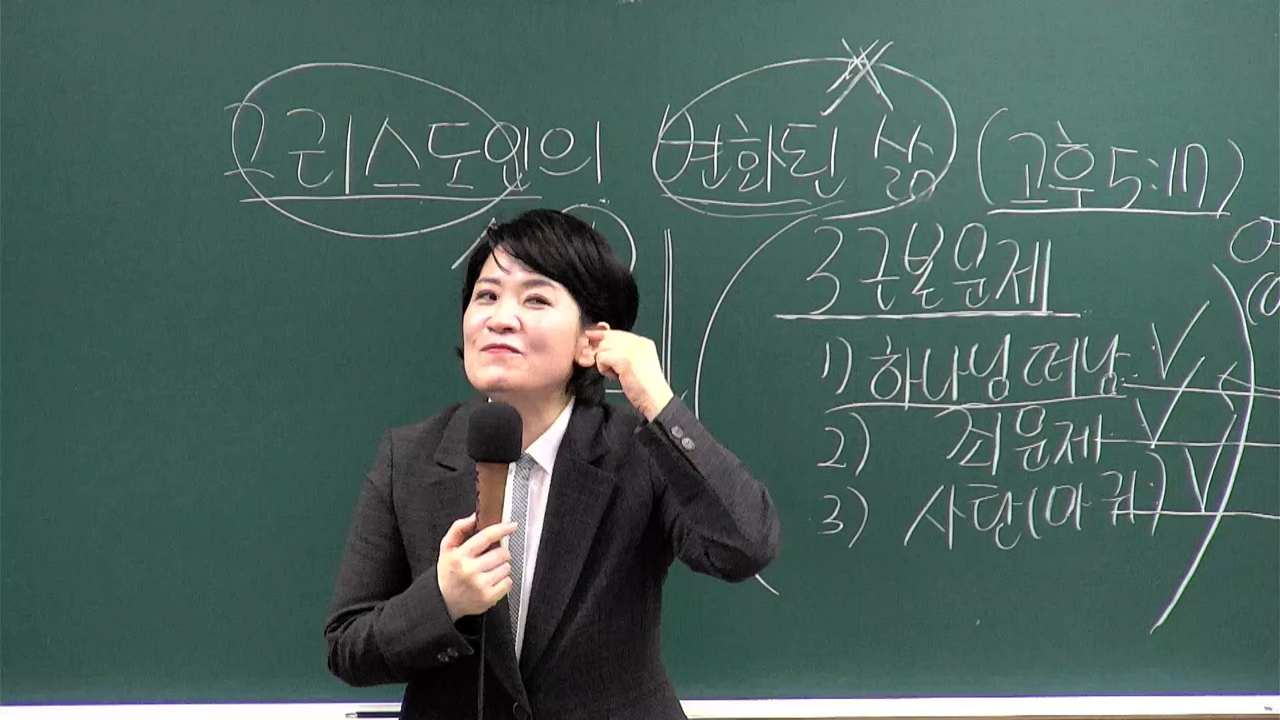 그리스도인의 변화된 삶 (고후5:17)
3근본문제
1) 하나님떠남
2) 죄문제
3) 사단(마귀)